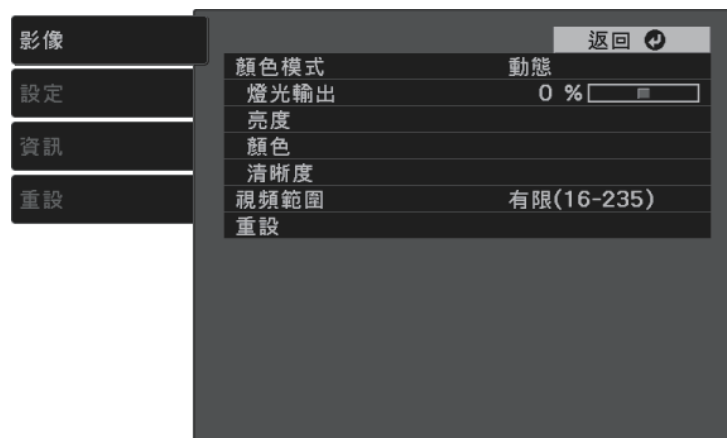 影像
設定
資訊
重設
返回
顏色模式 動態
燈光輸出 0 %
亮度
顏色
清晰度
視頻範圍 有限(16-235)
重設